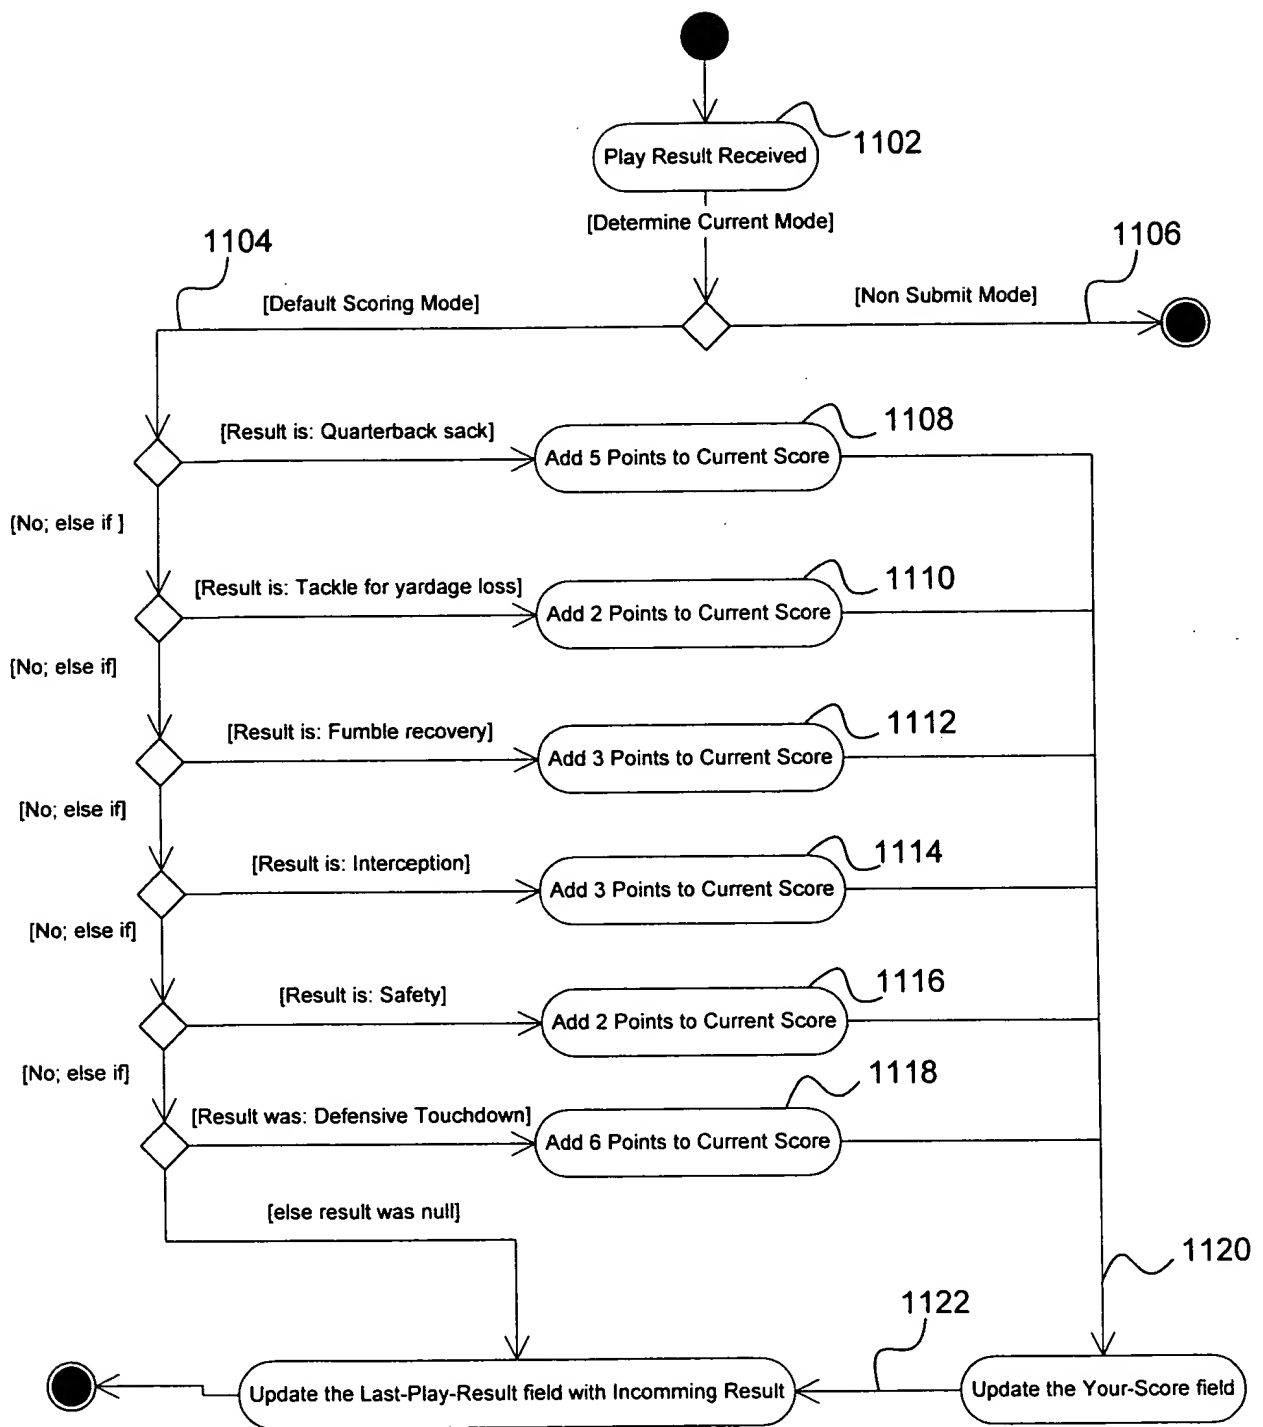 Play Result Received
1102
[Determine Current Mode]
1104
1106
[Default Scoring Mode]
[Non Submit Mode]
[Result is: Quarterback sack]
Add 5 Points to Current Score
1108
[No; else if ]
[Result is: Tackle for yardage loss]
Add 2 Points to Current Score
1110
[No; else if]
[Result is: Fumble recovery]
Add 3 Points to Current Score
1112
[No; else if]
[Result is: Interception]
Add 3 Points to Current Score
1114
[No; else if]
[Result is: Safety]
Add 2 Points to Current Score
1116
[No; else if]
[Result was: Defensive Touchdown]
Add 6 Points to Current Score
1118
[else result was null]
1120
1122
Update the Last-Play-Result field with Incomming Result
Update the Your-Score field